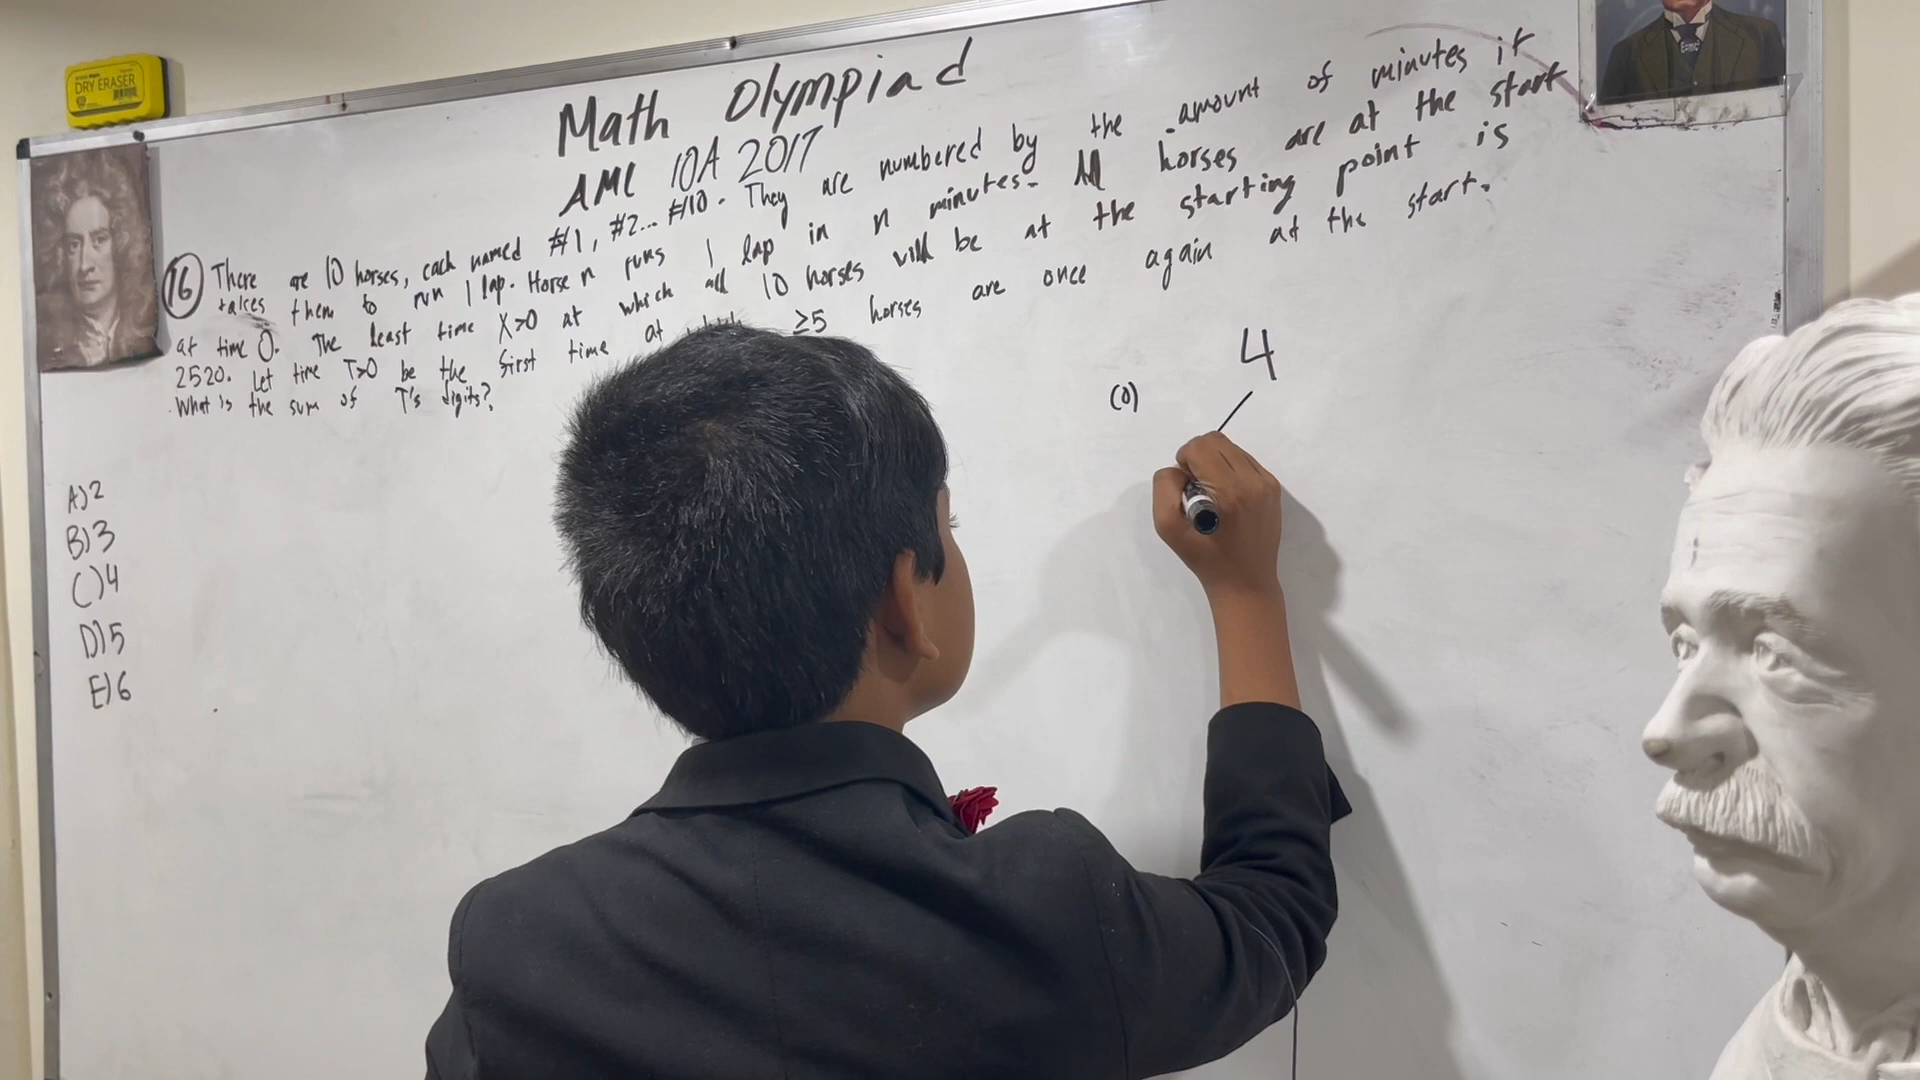 DRY ERASER
Math Olympiad
AMC 10A 2017
16 There are 10 horses, each named #1, #2... #10. They are numbered by the amount of minutes it
takes them to run 1 lap. Horse n runs 1 lap in n minutes. All horses are at the start
at time 0. The least time X>0 at which all 10 horses will be at the starting point is
2520. Let time T>0 be the first time at ≥5 horses are once again at the start.
What is the sum of T's digits?
A)2
B)3
C)4
D)5
E)6
(0)
4